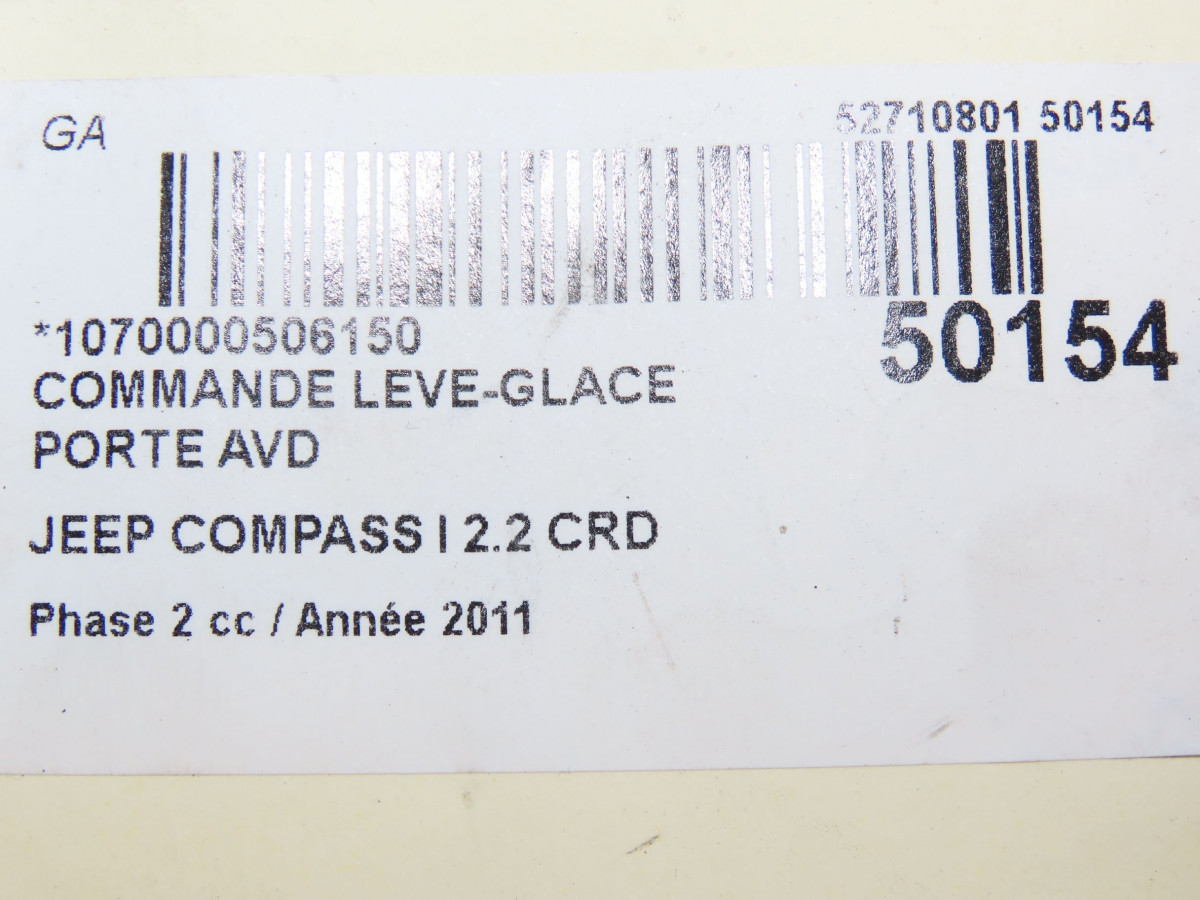 GA
52710801 50154
*1070000506150
50154
COMMANDE LEVE-GLACE
PORTE AVD
JEEP COMPASS I 2.2 CRD
Phase 2 cc / Année 2011